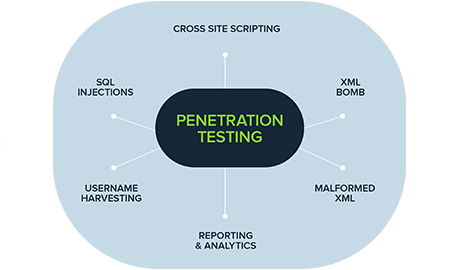 CROSS SITE SCRIPTING
SQL
INJECTIONS
XML
BOMB
PENETRATION
TESTING
USERNAME
HARVESTING
MALFORMED
XML
REPORTING
& ANALYTICS